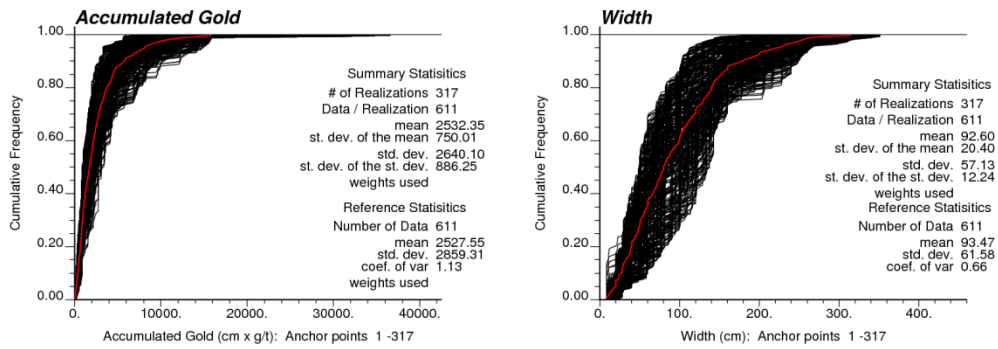 Accumulated Gold
Cumulative Frequency
1.00
0.80
0.60
0.40
0.20
0.00
0. 10000. 20000. 30000. 40000.
Summary Statisitics
# of Realizations 317
Data / Realization 611
mean 2532.35
st. dev. of the mean 750.01
std. dev. 2640.10
st. dev. of the st. dev. 886.25
weights used
Reference Statisitics
Number of Data 611
mean 2527.55
std. dev. 2859.31
coef. of var 1.13
weights used
Accumulated Gold (cm x g/t): Anchor points 1 -317
Width
Cumulative Frequency
1.00
0.80
0.60
0.40
0.20
0.00
0. 100. 200. 300. 400.
Summary Statisitics
# of Realizations 317
Data / Realization 611
mean 92.60
st. dev. of the mean 20.40
std. dev. 57.13
st. dev. of the st. dev. 12.24
weights used
Reference Statisitics
Number of Data 611
mean 93.47
std. dev. 61.58
coef. of var 0.66
Width (cm): Anchor points 1 -317